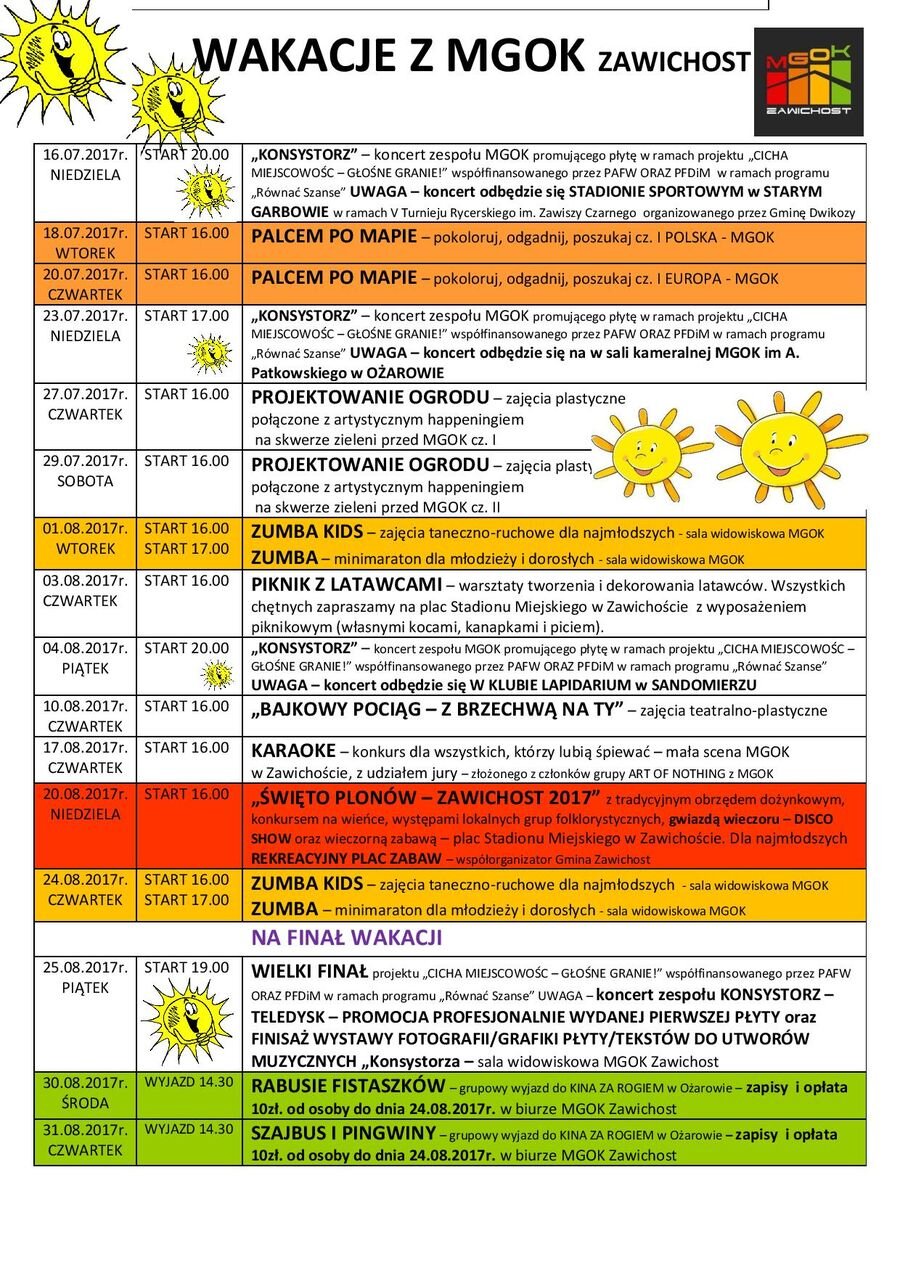 WAKACJE Z MGOK ZAWICHOST
MGOK
ZAWICHOST
16.07.2017r.
NIEDZIELA
START 20.00
„KONSYSTORZ” – koncert zespołu MGOK promującego płytę w ramach projektu „CICHA
MIEJSCOWOŚC – GŁOŚNE GRANIE!” współfinansowanego przez PAFW ORAZ PFDiM w ramach programu
„Równać Szanse” UWAGA – koncert odbędzie się STADIONIE SPORTOWYM w STARYM
GARBOWIE w ramach V Turnieju Rycerskiego im. Zawiszy Czarnego organizowanego przez Gminę Dwikozy
18.07.2017r.
WTOREK
START 16.00
PALCEM PO MAPIE – pokoloruj, odgadnij, poszukaj cz. I POLSKA - MGOK
20.07.2017r.
CZWARTEK
START 16.00
PALCEM PO MAPIE – pokoloruj, odgadnij, poszukaj cz. I EUROPA - MGOK
23.07.2017r.
NIEDZIELA
START 17.00
„KONSYSTORZ” – koncert zespołu MGOK promującego płytę w ramach projektu „CICHA
MIEJSCOWOŚC – GŁOŚNE GRANIE!” współfinansowanego przez PAFW ORAZ PFDiM w ramach programu
„Równać Szanse” UWAGA – koncert odbędzie się na w sali kameralnej MGOK im A.
Patkowskiego w OŻAROWIE
27.07.2017r.
CZWARTEK
START 16.00
PROJEKTOWANIE OGRODU – zajęcia plastyczne
połączone z artystycznym happeningiem
na skwerze zieleni przed MGOK cz. I
29.07.2017r.
SOBOTA
START 16.00
PROJEKTOWANIE OGRODU – zajęcia plasty
połączone z artystycznym happeningiem
na skwerze zieleni przed MGOK cz. II
01.08.2017r.
WTOREK
START 16.00
START 17.00
ZUMBA KIDS – zajęcia taneczno-ruchowe dla najmłodszych - sala widowiskowa MGOK
ZUMBA – minimaraton dla młodzieży i dorosłych - sala widowiskowa MGOK
03.08.2017r.
CZWARTEK
START 16.00
PIKNIK Z LATAWCAMI – warsztaty tworzenia i dekorowania latawców. Wszystkich
chętnych zapraszamy na plac Stadionu Miejskiego w Zawichoście z wyposażeniem
piknikowym (własnymi kocami, kanapkami i piciem).
04.08.2017r.
PIĄTEK
START 20.00
„KONSYSTORZ” – koncert zespołu MGOK promującego płytę w ramach projektu „CICHA MIEJSCOWOŚC –
GŁOŚNE GRANIE!” współfinansowanego przez PAFW ORAZ PFDiM w ramach programu „Równać Szanse”
UWAGA – koncert odbędzie się W KLUBIE LAPIDARIUM w SANDOMIERZU
10.08.2017r.
CZWARTEK
START 16.00
„BAJKOWY POCIĄG – Z BRZECHWĄ NA TY” – zajęcia teatralno-plastyczne
17.08.2017r.
CZWARTEK
START 16.00
KARAOKE – konkurs dla wszystkich, którzy lubią śpiewać – mała scena MGOK
w Zawichoście, z udziałem jury – złożonego z członków grupy ART OF NOTHING z MGOK
20.08.2017r.
NIEDZIELA
START 16.00
„ŚWIĘTO PLONÓW – ZAWICHOST 2017” z tradycyjnym obrzędem dożynkowym,
konkursem na wieńce, występami lokalnych grup folklorystycznych, gwiazdą wieczoru – DISCO
SHOW oraz wieczorną zabawą – plac Stadionu Miejskiego w Zawichoście. Dla najmłodszych
REKREACYJNY PLAC ZABAW – współorganizator Gmina Zawichost
24.08.2017r.
CZWARTEK
START 16.00
START 17.00
ZUMBA KIDS – zajęcia taneczno-ruchowe dla najmłodszych - sala widowiskowa MGOK
ZUMBA – minimaraton dla młodzieży i dorosłych - sala widowiskowa MGOK
NA FINAŁ WAKACJI
25.08.2017r.
PIĄTEK
START 19.00
WIELKI FINAŁ projektu „CICHA MIEJSCOWOŚC – GŁOŚNE GRANIE!” współfinansowanego przez PAFW
ORAZ PFDiM w ramach programu „Równać Szanse” UWAGA – koncert zespołu KONSYSTORZ –
TELEDYSK – PROMOCJA PROFESJONALNIE WYDANEJ PIERWSZEJ PŁYTY oraz
FINISAŻ WYSTAWY FOTOGRAFII/GRAFIKI PŁYTY/TEKSTÓW DO UTWORÓW
MUZYCZNYCH „Konsystorza – sala widowiskowa MGOK Zawichost
30.08.2017r.
ŚRODA
WYJAZD 14.30
RABUSIE FISTASZKÓW – grupowy wyjazd do KINA ZA ROGIEM w Ożarowie – zapisy i opłata
10zł. od osoby do dnia 24.08.2017r. w biurze MGOK Zawichost
31.08.2017r.
CZWARTEK
WYJAZD 14.30
SZAJBUS I PINGWINY – grupowy wyjazd do KINA ZA ROGIEM w Ożarowie – zapisy i opłata
10zł. od osoby do dnia 24.08.2017r. w biurze MGOK Zawichost